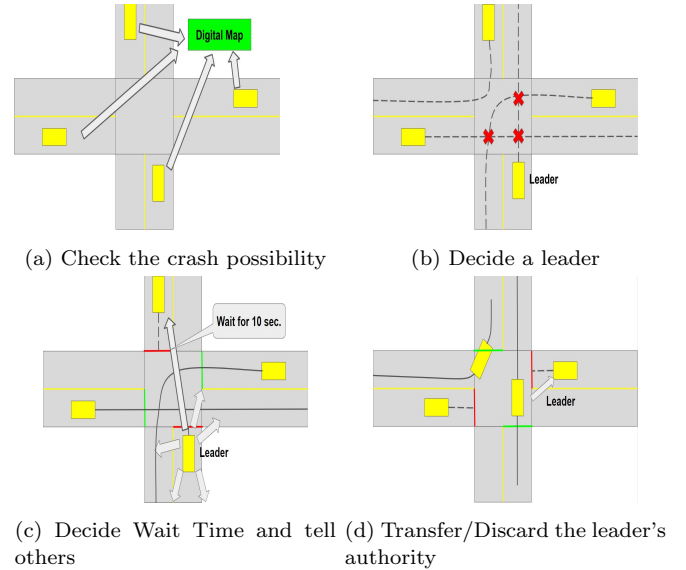 Digital Map
Leader
(a) Check the crash possibility
(b) Decide a leader
Wait for 10 sec.
Leader
Leader
(c) Decide Wait Time and tell
others
(d) Transfer/Discard the leader's
authority